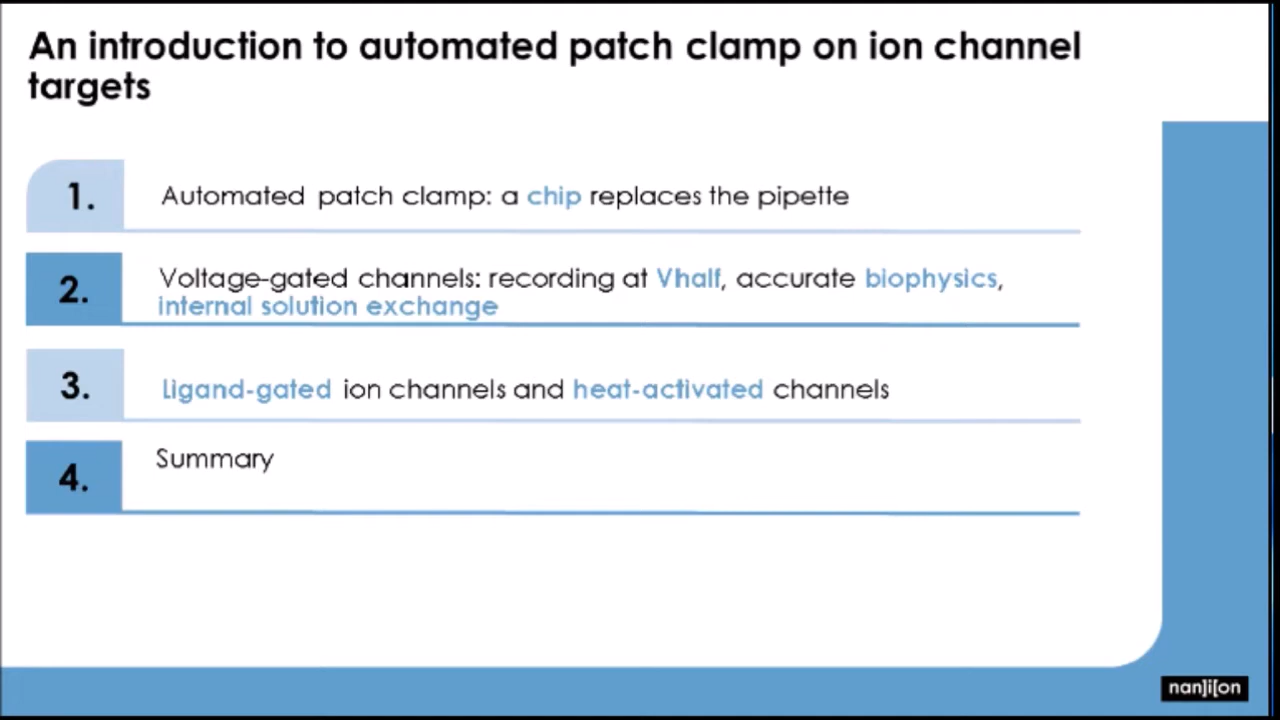 An introduction to automated patch clamp on ion channel
targets
1.
Automated patch clamp: a chip replaces the pipette
2.
Voltage-gated channels: recording at Vhalf, accurate biophysics,
internal solution exchange
3.
Ligand-gated ion channels and heat-activated channels
4.
Summary
nan]i[on